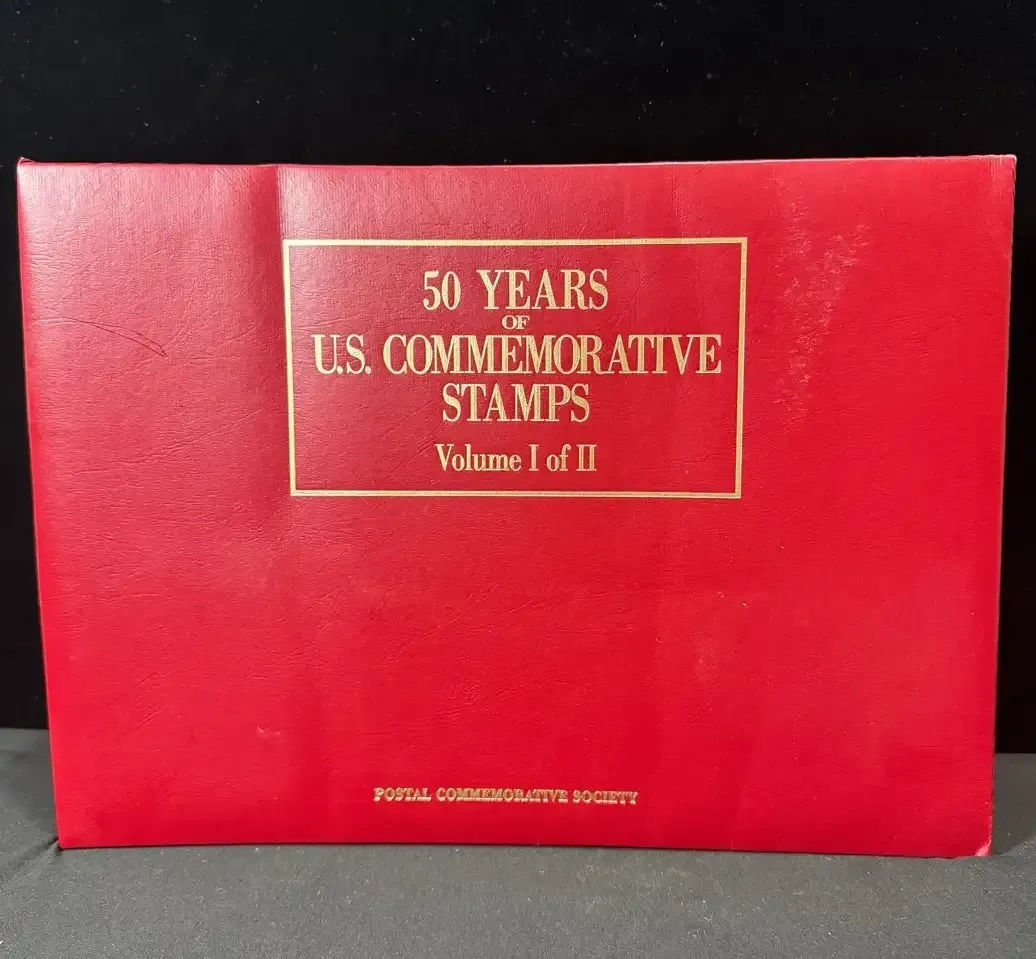 50 YEARS
OF
U.S. COMMEMORATIVE
STAMPS
Volume I of II
POSTAL COMMEMORATIVE SOCIETY